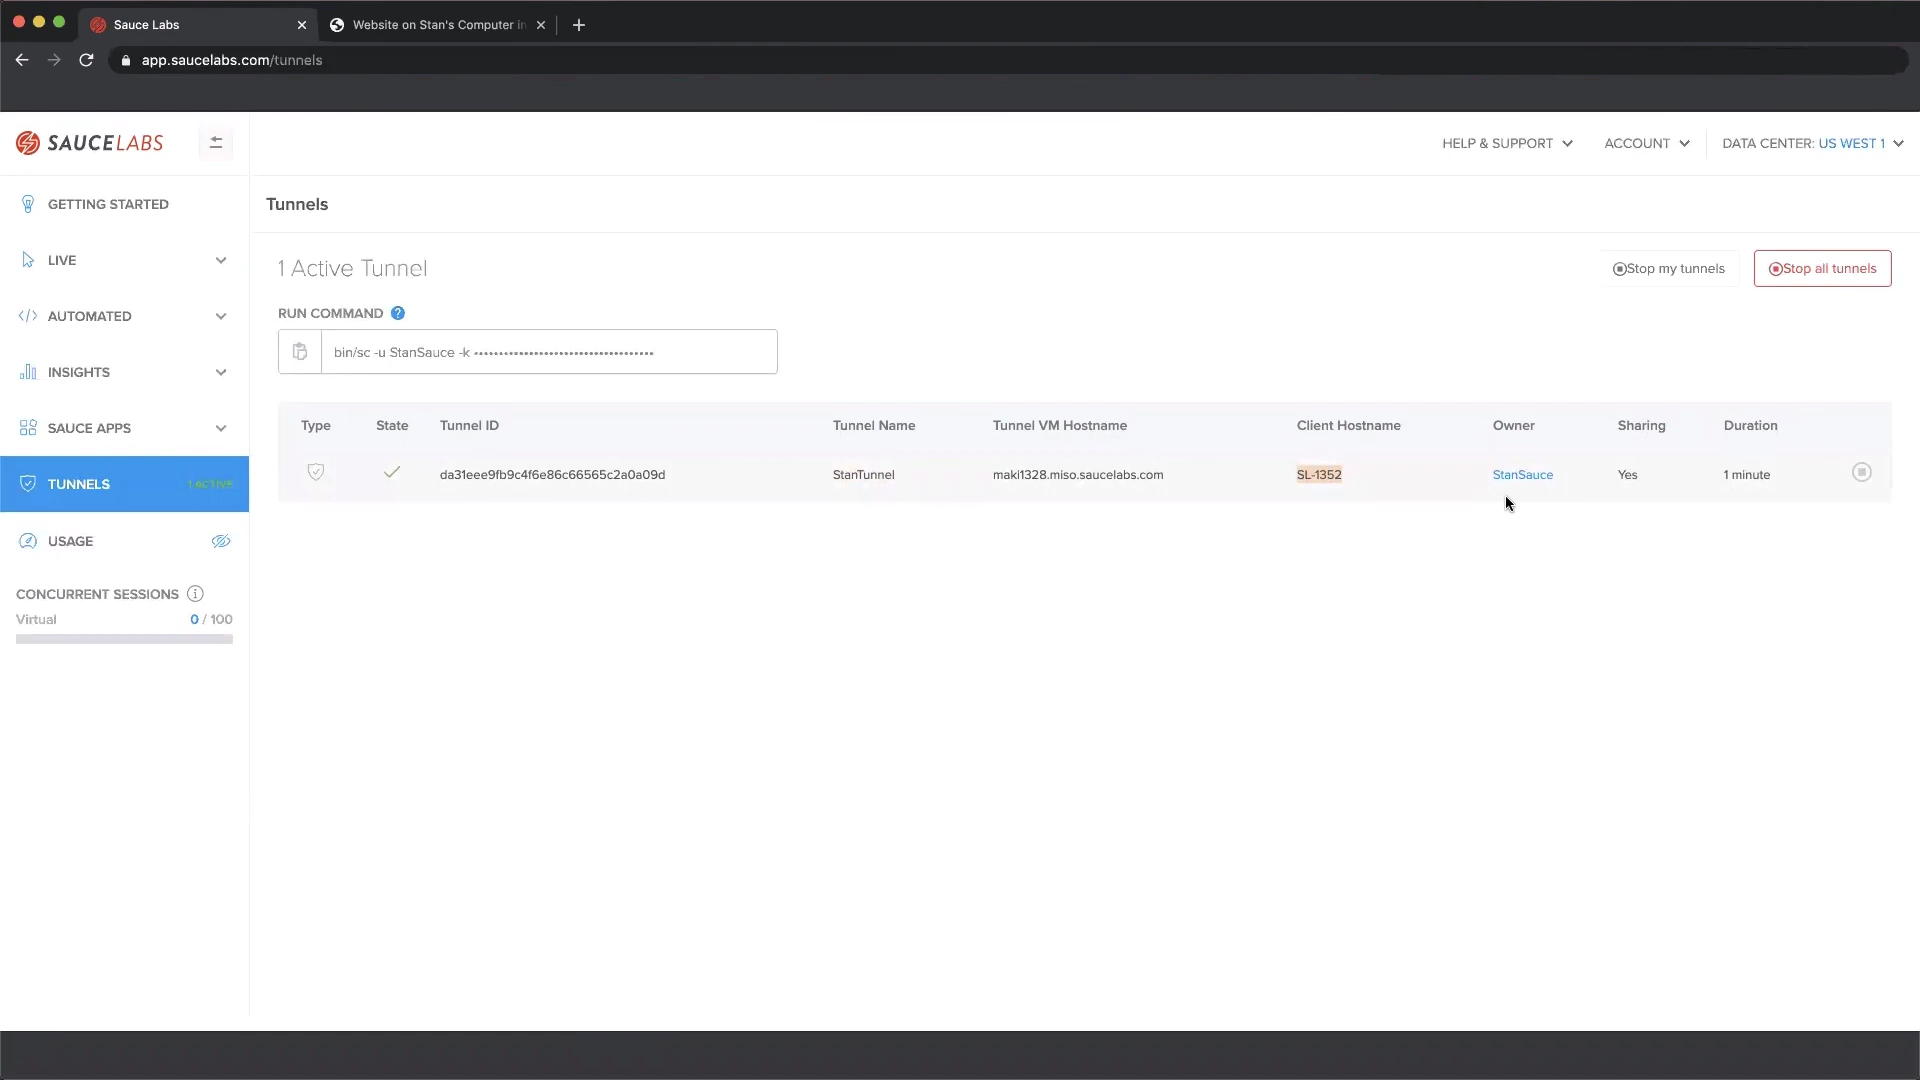 Sauce Labs
Website on Stan's Computer in
app.saucelabs.com/tunnels
SAUCELABS
HELP & SUPPORT
ACCOUNT
DATA CENTER: US WEST 1
GETTING STARTED
LIVE
AUTOMATED
INSIGHTS
SAUCE APPS
TUNNELS
1 ACTIVE
USAGE
CONCURRENT SESSIONS
Virtual
0 / 100
Tunnels
1 Active Tunnel
Stop my tunnels
Stop all tunnels
RUN COMMAND ?
bin/sc -u StanSauce -k ••••••••••••••••••••••••••••••••••••
Type State Tunnel ID Tunnel Name Tunnel VM Hostname Client Hostname Owner Sharing Duration
da31eee9fb9c4f6e86c66565c2a0a09d StanTunnel maki1328.miso.saucelabs.com SL-1352 StanSauce Yes 1 minute